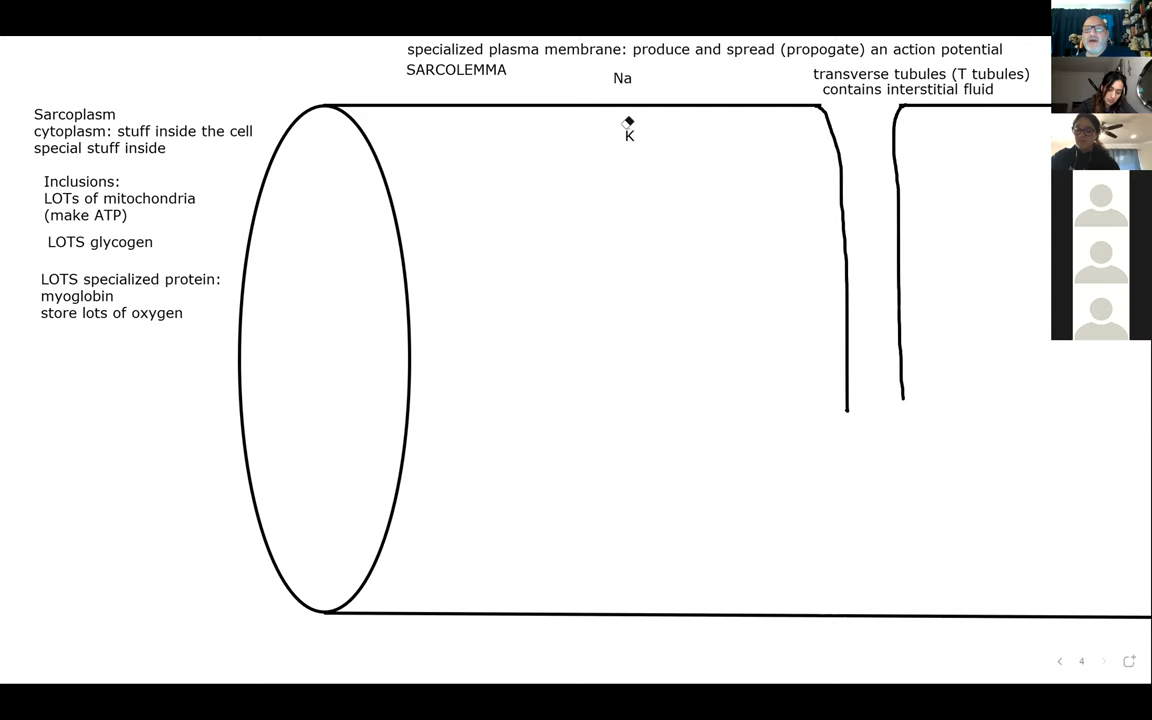 specialized plasma membrane: produce and spread (propogate) an action potential
SARCOLEMMA
Na
transverse tubules (T tubules)
contains interstitial fluid
K
Sarcoplasm
cytoplasm: stuff inside the cell
special stuff inside
Inclusions:
LOTs of mitochondria
(make ATP)
LOTS glycogen
LOTS specialized protein:
myoglobin
store lots of oxygen
4